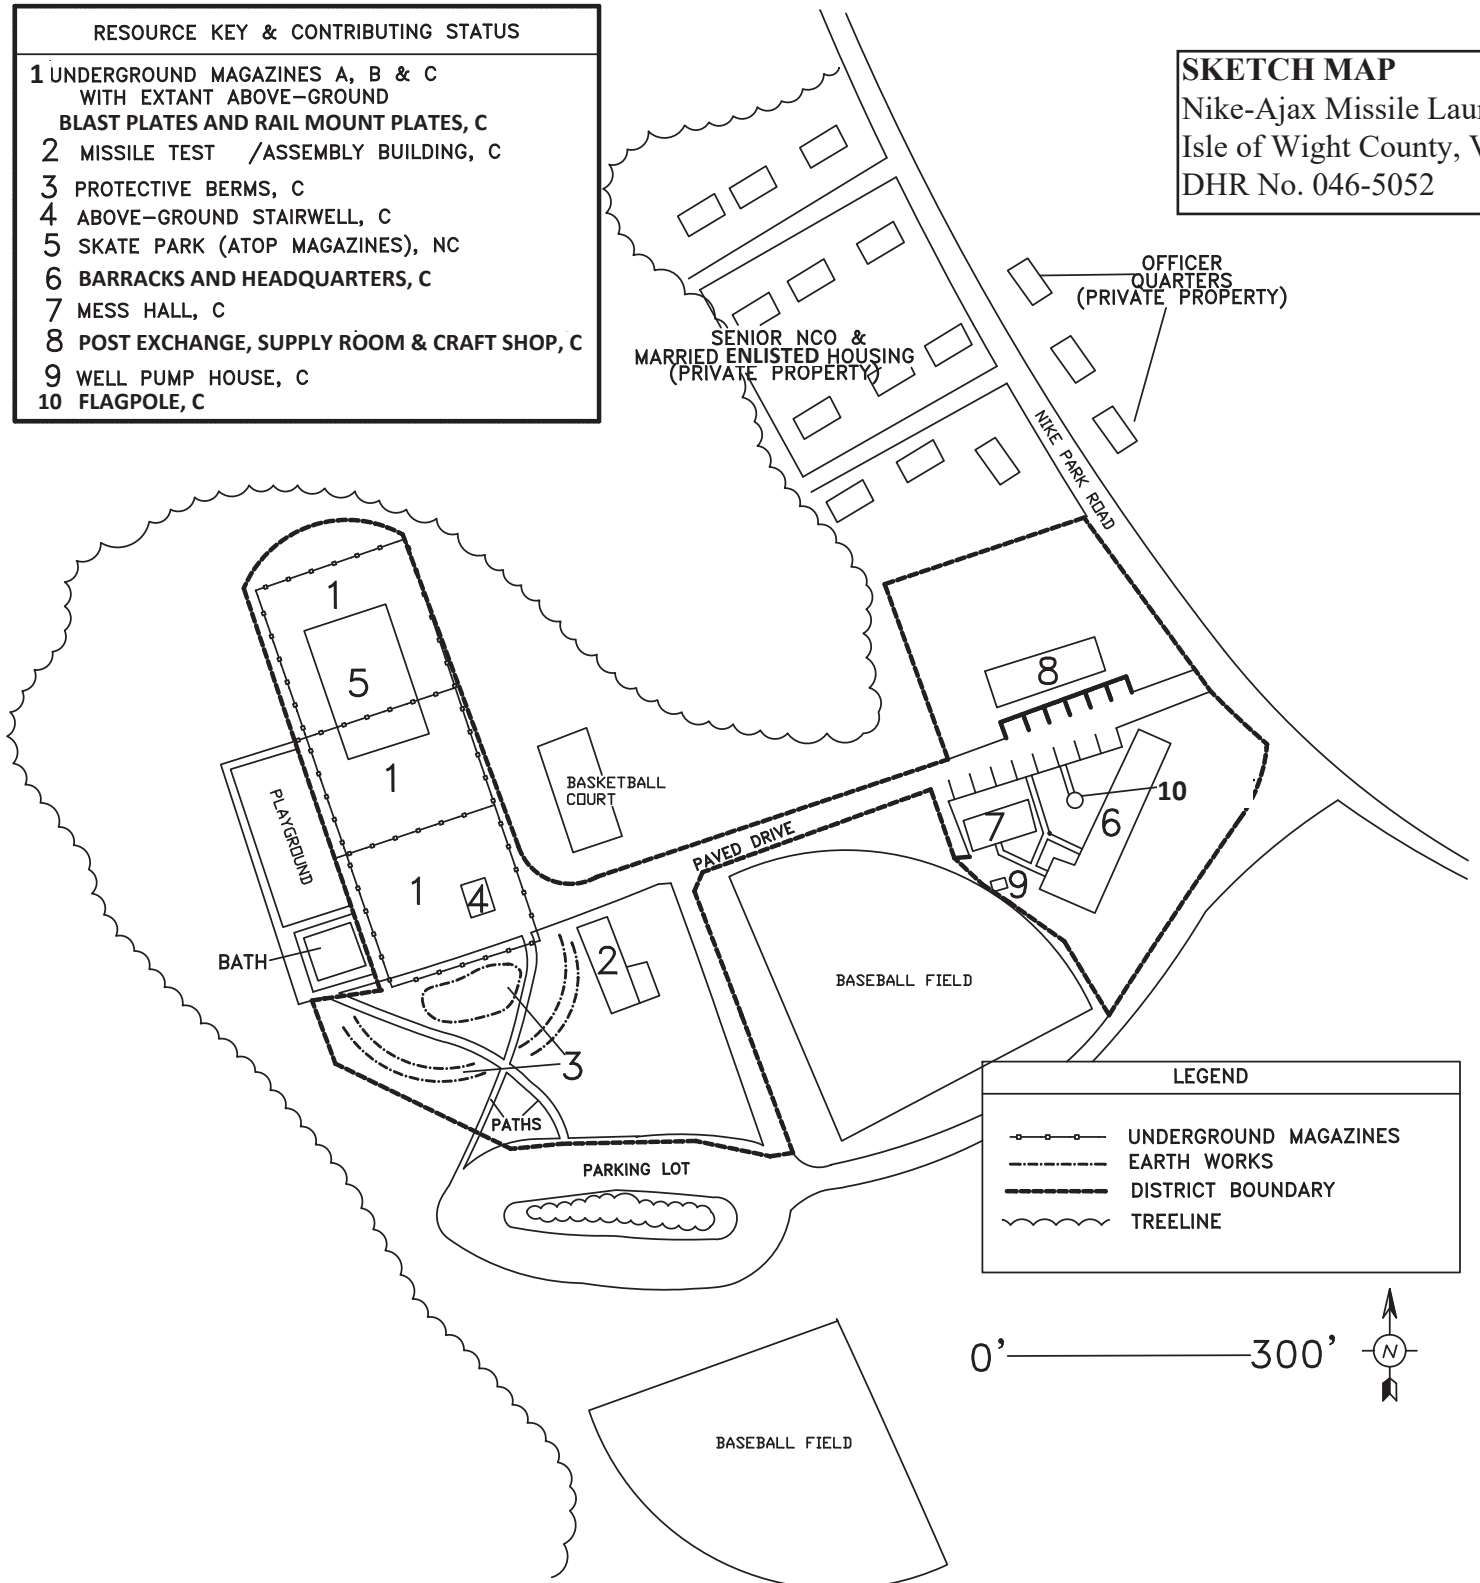 RESOURCE KEY & CONTRIBUTING STATUS
1 UNDERGROUND MAGAZINES A, B & C
WITH EXTANT ABOVE-GROUND
BLAST PLATES AND RAIL MOUNT PLATES, C
2 MISSILE TEST /ASSEMBLY BUILDING, C
3 PROTECTIVE BERMS, C
4 ABOVE-GROUND STAIRWELL, C
5 SKATE PARK (ATOP MAGAZINES), NC
6 BARRACKS AND HEADQUARTERS, C
7 MESS HALL, C
8 POST EXCHANGE, SUPPLY ROOM & CRAFT SHOP, C
9 WELL PUMP HOUSE, C
10 FLAGPOLE, C
SKETCH MAP
Nike-Ajax Missile Lau
Isle of Wight County, V
DHR No. 046-5052
OFFICER
QUARTERS
(PRIVATE PROPERTY)
SENIOR NCO &
MARRIED ENLISTED HOUSING
(PRIVATE PROPERTY)
NIKE PARK ROAD
1
5
8
1
BASKETBALL
COURT
10
PLAYGROUND
7
6
PAVED DRIVE
1
4
9
BATH
2
BASEBALL FIELD
3
PATHS
PARKING LOT
LEGEND
UNDERGROUND MAGAZINES
EARTH WORKS
DISTRICT BOUNDARY
TREELINE
0' 300'
N
BASEBALL FIELD